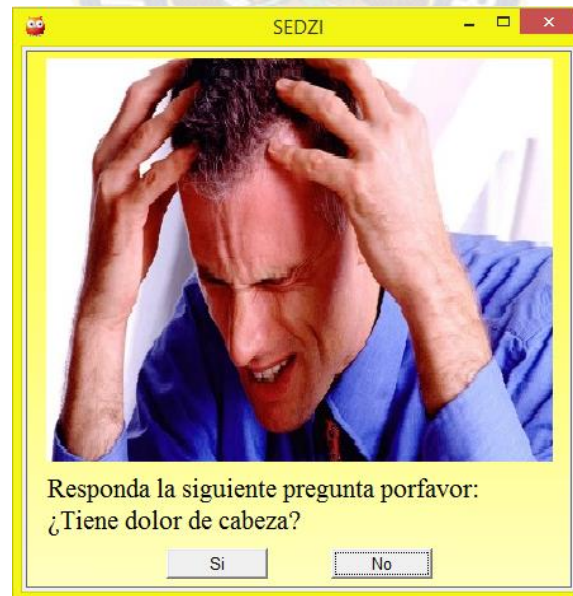 SEDZI
Responda la siguiente pregunta porfavor:
¿Tiene dolor de cabeza?
Si
No